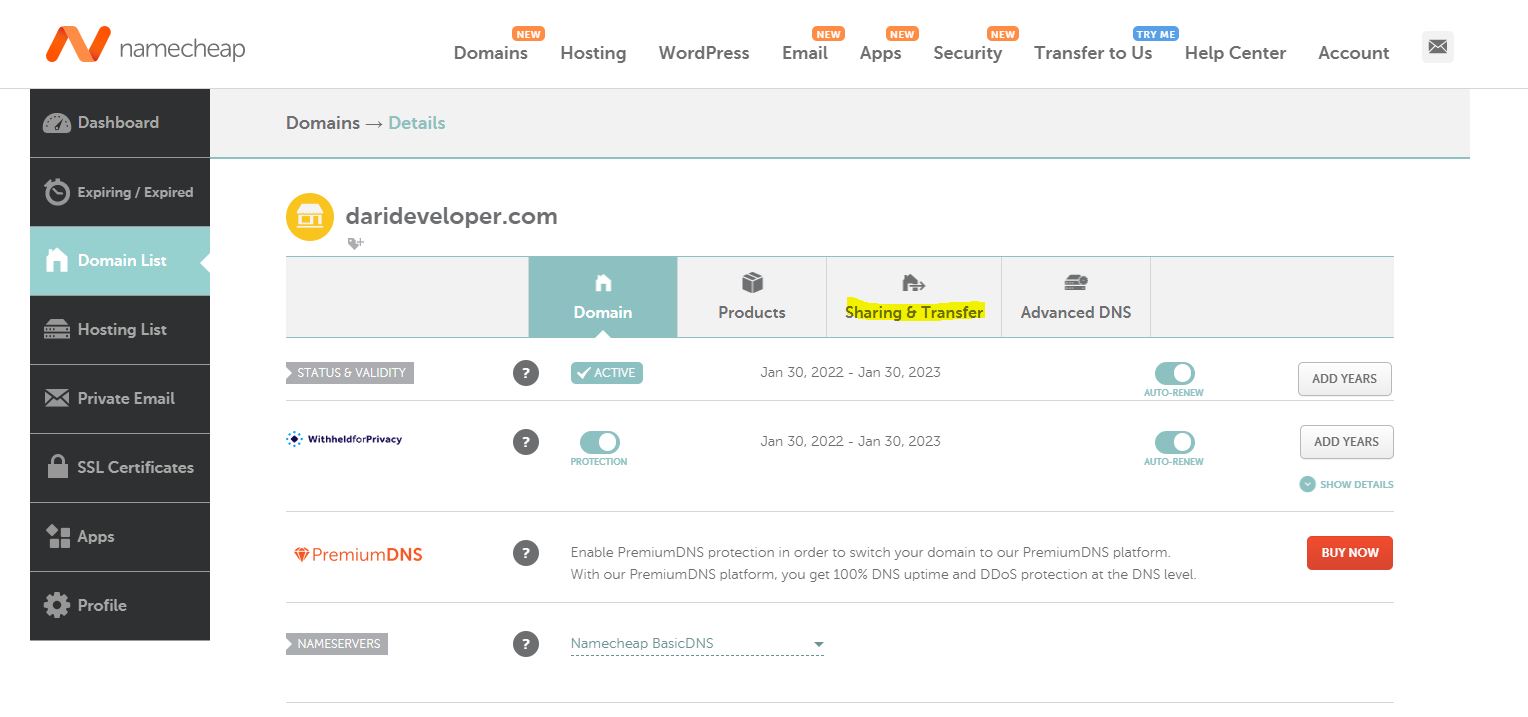 namecheap
NEW NEW NEW NEW TRY ME
Domains Hosting WordPress Email Apps Security Transfer to Us Help Center Account
Dashboard
Expiring / Expired
Domain List
Hosting List
Private Email
SSL Certificates
Apps
Profile
Domains → Details
darideveloper.com
Domain Products Sharing & Transfer Advanced DNS
STATUS & VALIDITY ? ACTIVE Jan 30, 2022 - Jan 30, 2023 ADD YEARS
AUTO-RENEW
WithheldforPrivacy ? Jan 30, 2022 - Jan 30, 2023 ADD YEARS
PROTECTION AUTO-RENEW
SHOW DETAILS
PremiumDNS ? Enable PremiumDNS protection in order to switch your domain to our PremiumDNS platform. BUY NOW
With our PremiumDNS platform, you get 100% DNS uptime and DDoS protection at the DNS level.
NAMESERVERS ? Namecheap BasicDNS